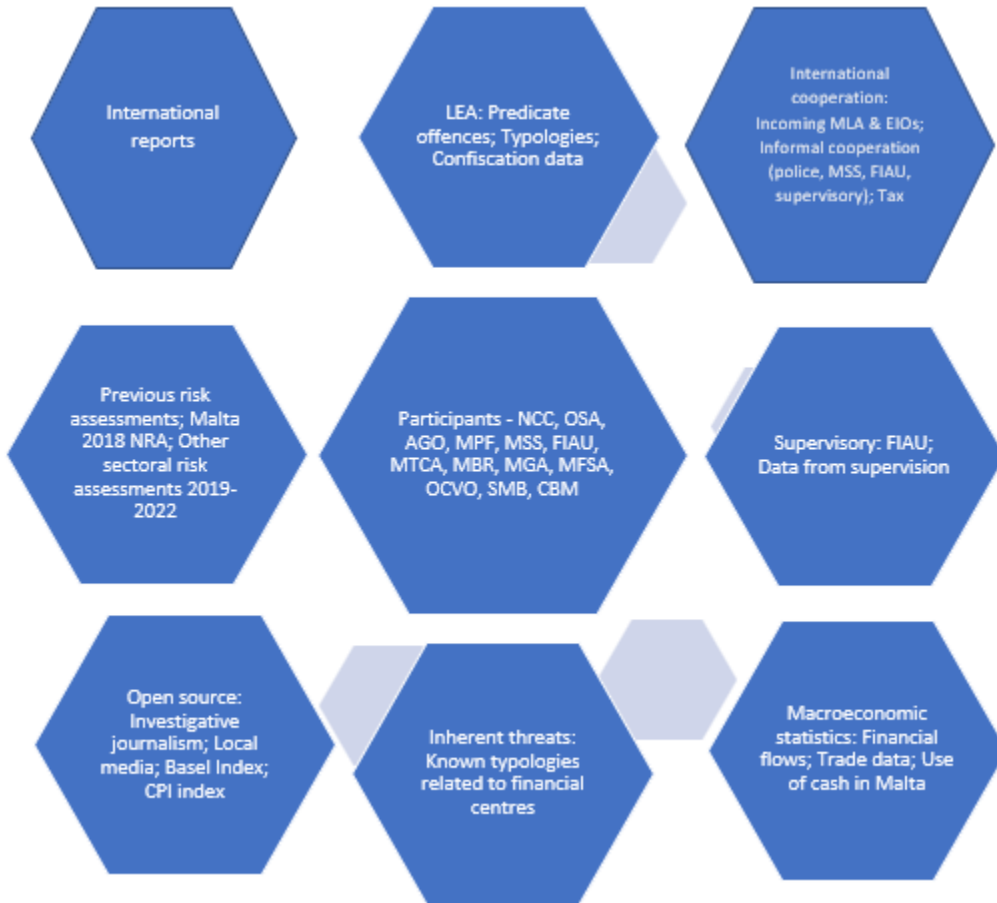 International
reports
LEA: Predicate
offences; Typologies;
Confiscation data
International
cooperation:
Incoming MLA & EIOs;
Informal cooperation
(police, MSS, FIAU,
supervisory); Tax
Previous risk
assessments; Malta
2018 NRA; Other
sectoral risk
assessments 2019-
2022
Participants - NCC, OSA,
AGO, MPF, MSS, FIAU,
MTCA, MBR, MGA, MFSA,
OCVO, SMB, CBM
Supervisory: FIAU;
Data from supervision
Open source:
Investigative
journalism; Local
media; Basel Index;
CPI index
Inherent threats:
Known typologies
related to financial
centres
Macroeconomic
statistics: Financial
flows; Trade data; Use
of cash in Malta